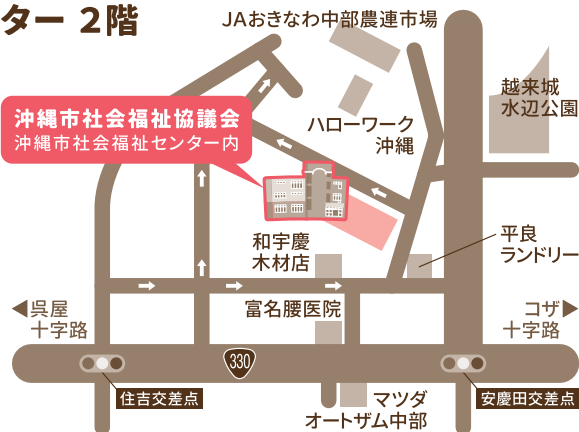 ター 2階
JAおきなわ中部農連市場
越来城
水辺公園
沖縄市社会福祉協議会
沖縄市社会福祉センター内
ハローワーク
沖縄
和宇慶
木材店
平良
ランドリー
富名腰医院
◀呉屋
十字路
コザ▶
十字路
330
住吉交差点
マツダ
オートザム中部
安慶田交差点